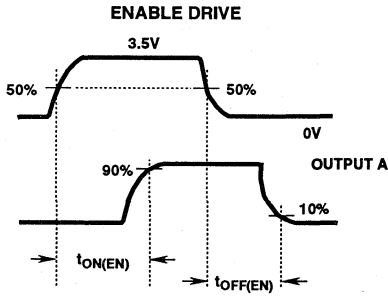 ENABLE DRIVE
3.5V
50%
50%
0V
OUTPUT A
90%
10%
tON(EN)
tOFF(EN)